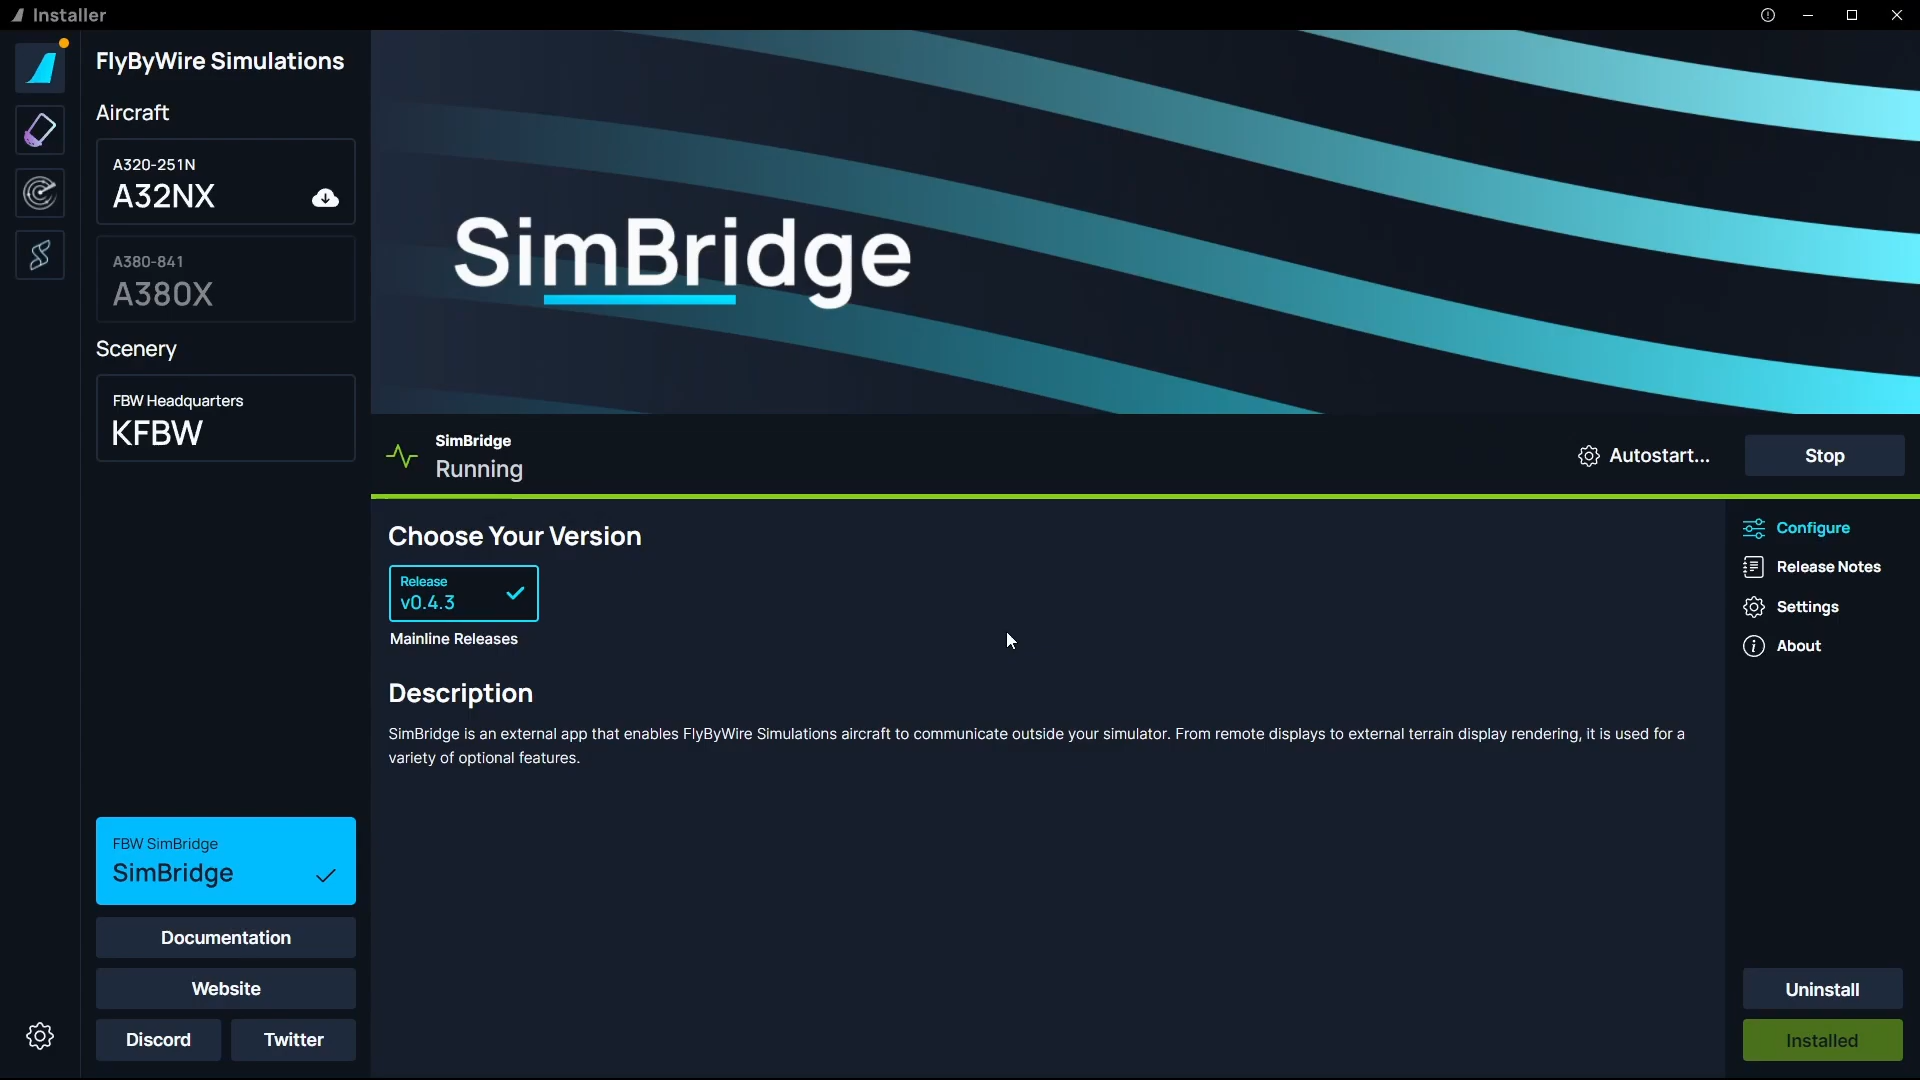 Installer
FlyByWire Simulations
Aircraft
A320-251N
A32NX
A380-841
A380X
Scenery
FBW Headquarters
KFBW
FBW SimBridge
SimBridge
Documentation
Website
Discord
Twitter
SimBridge
SimBridge
Running
Autostart...
Stop
Choose Your Version
Release
v0.4.3
Mainline Releases
Description
SimBridge is an external app that enables FlyByWire Simulations aircraft to communicate outside your simulator. From remote displays to external terrain display rendering, it is used for a
variety of optional features.
Configure
Release Notes
Settings
About
Uninstall
Installed